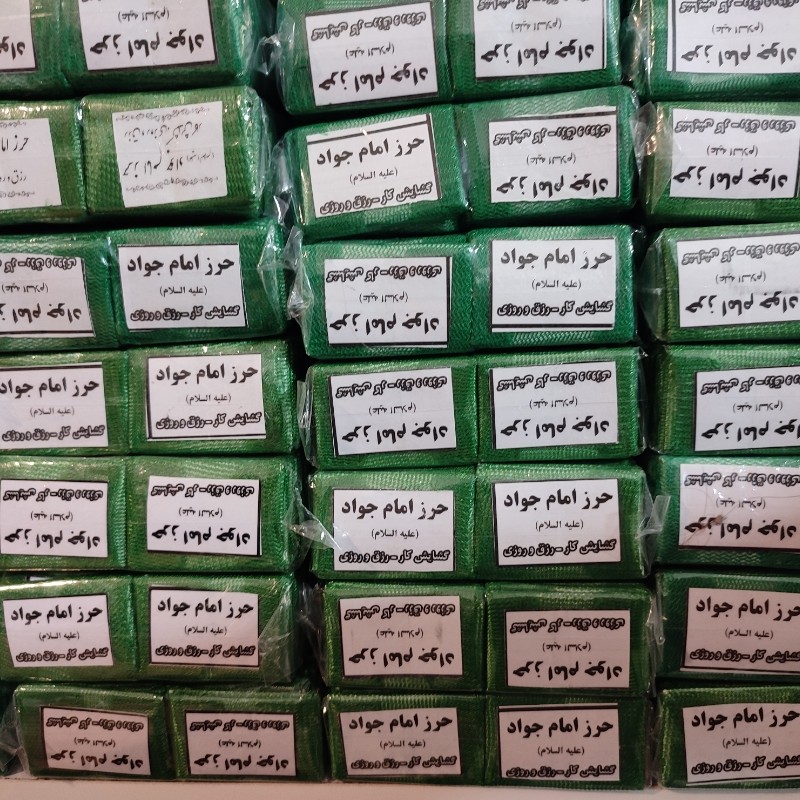 حرز امام جواد
(علیه السلام)
گشایش کار - رزق و روزی